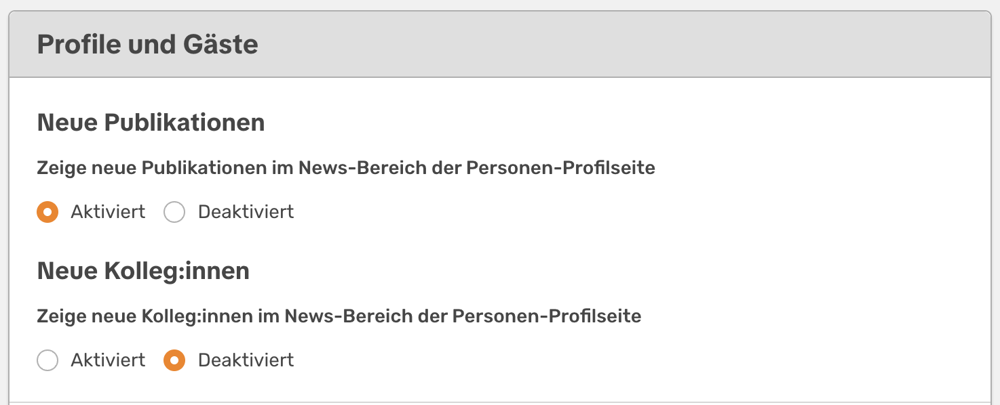 Profile und Gäste
Neue Publikationen
Zeige neue Publikationen im News-Bereich der Personen-Profilseite
Aktiviert Deaktiviert
Neue Kolleg:innen
Zeige neue Kolleg:innen im News-Bereich der Personen-Profilseite
Aktiviert Deaktiviert